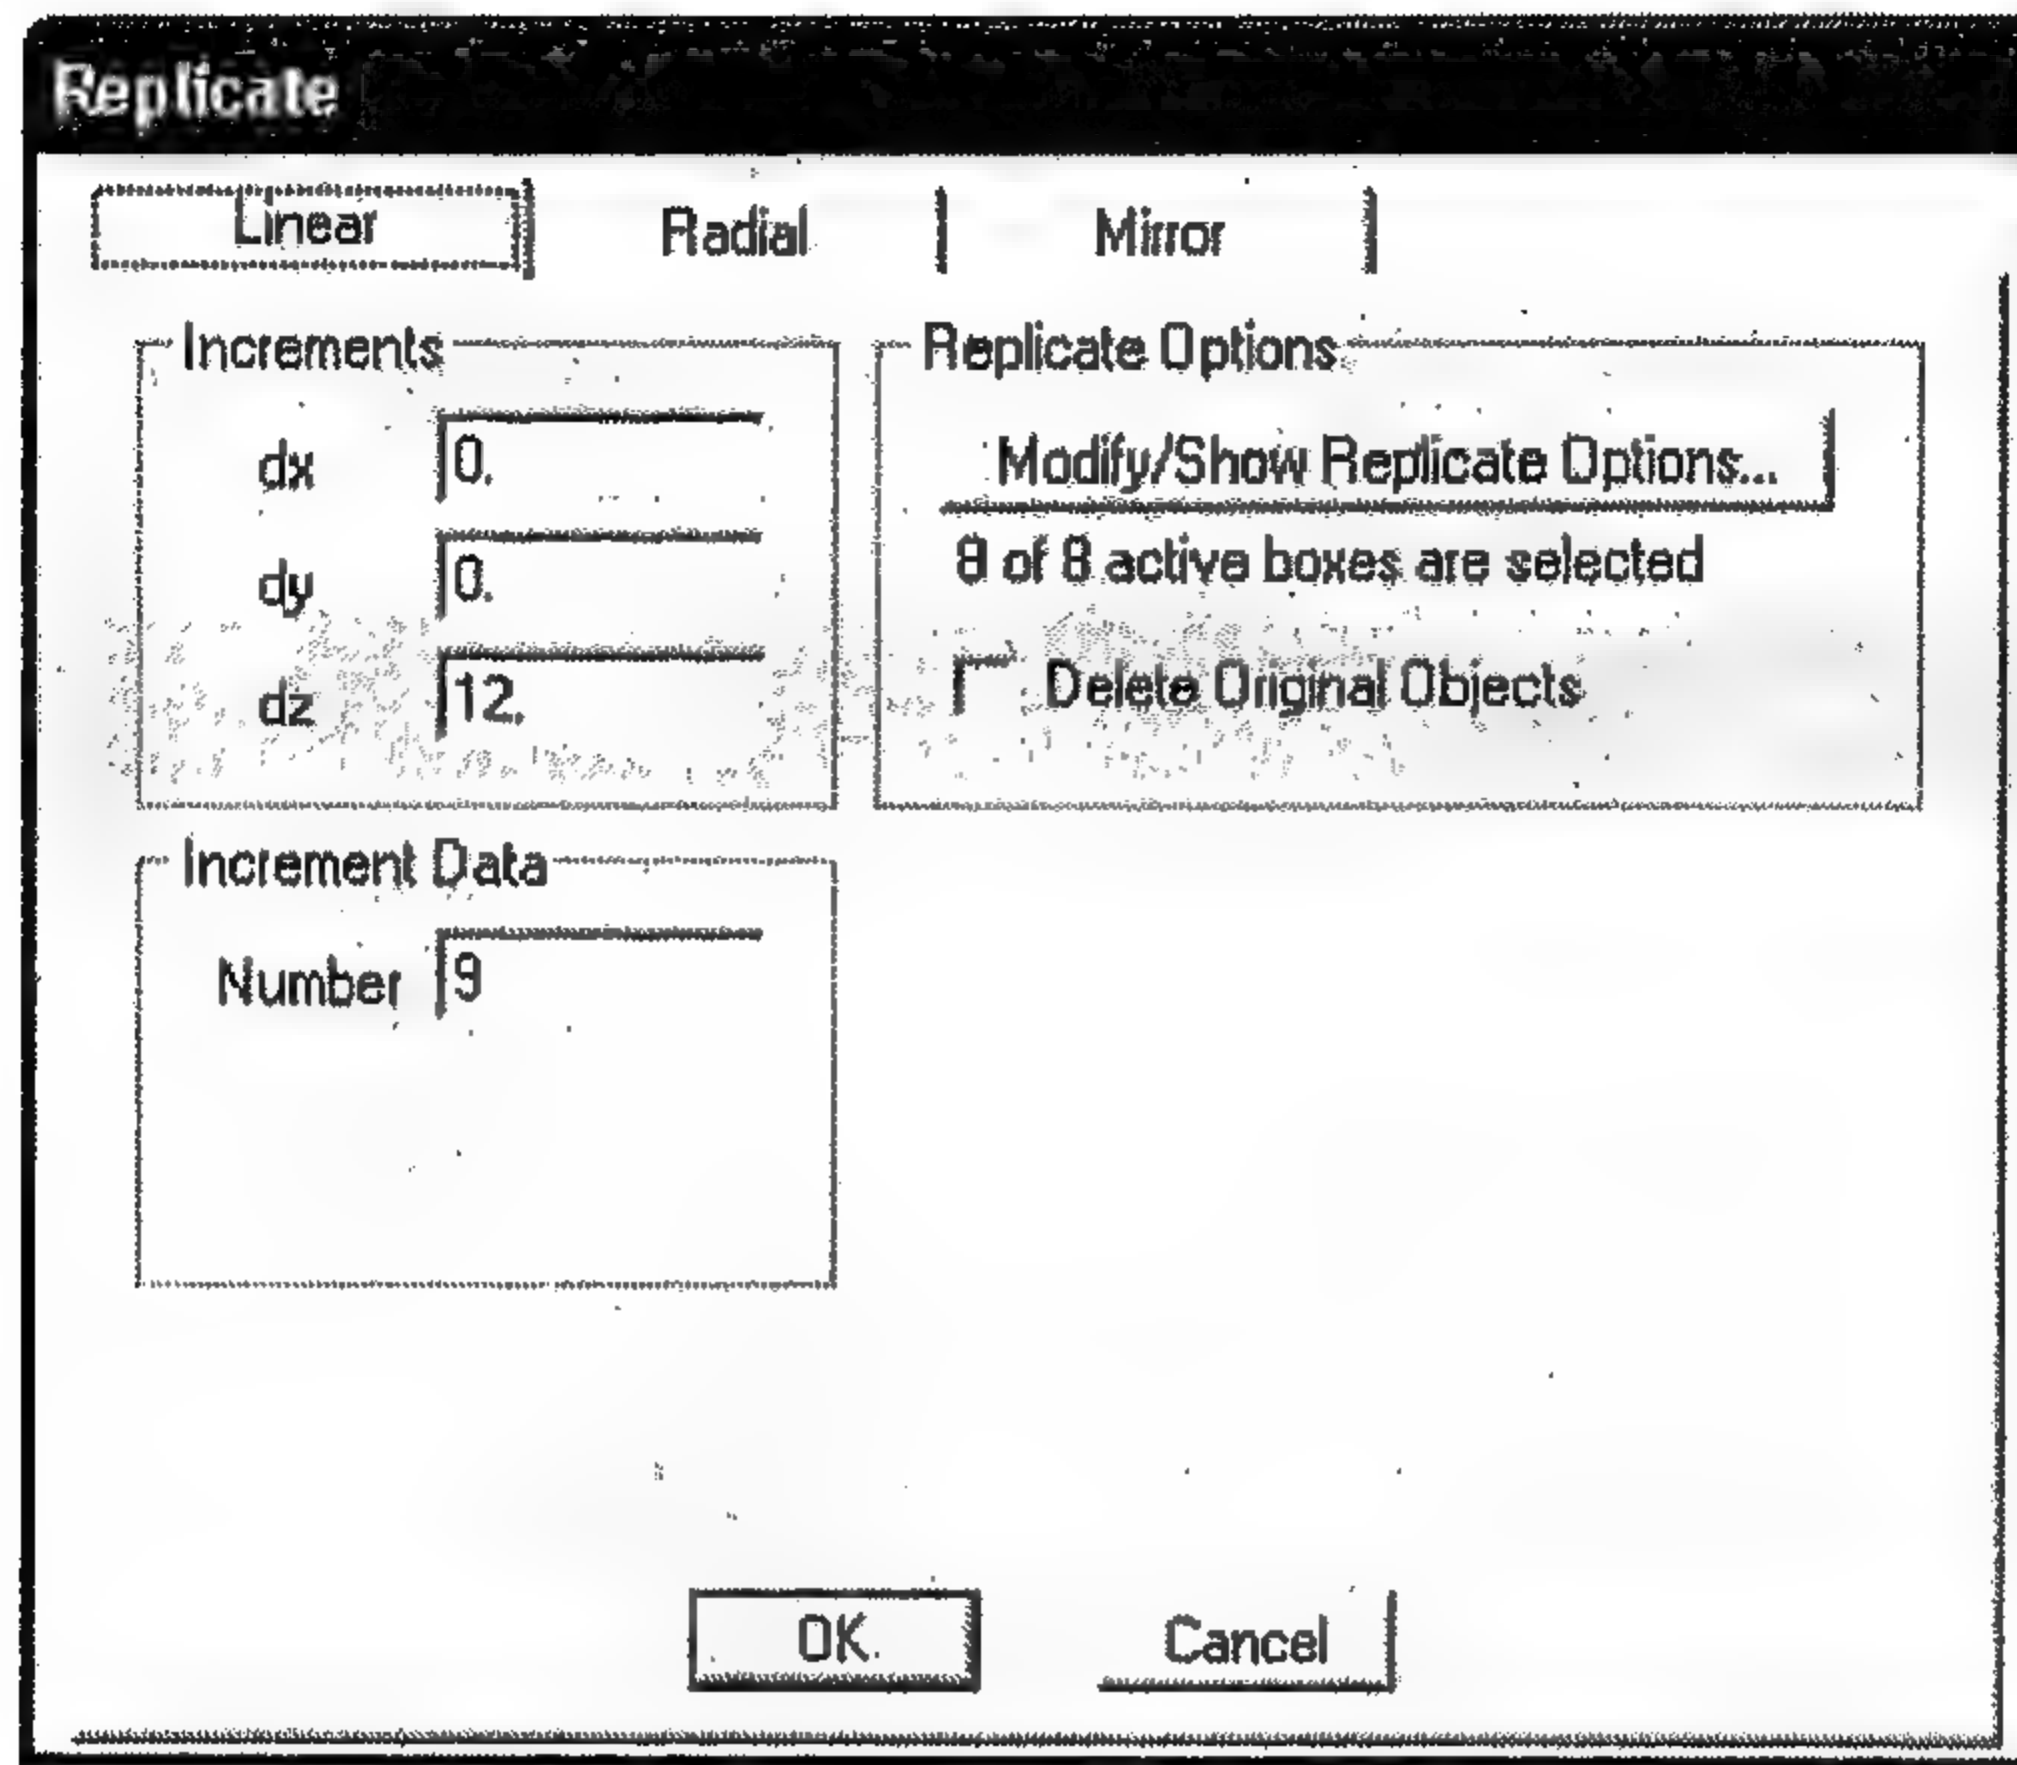 Replicate
Linear Radial Mirror
Increments
dx 0.
dy 0.
dz 12.
Replicate Options
Modify/Show Replicate Options...
8 of 8 active boxes are selected
Delete Original Objects
Increment Data
Number 9
OK Cancel